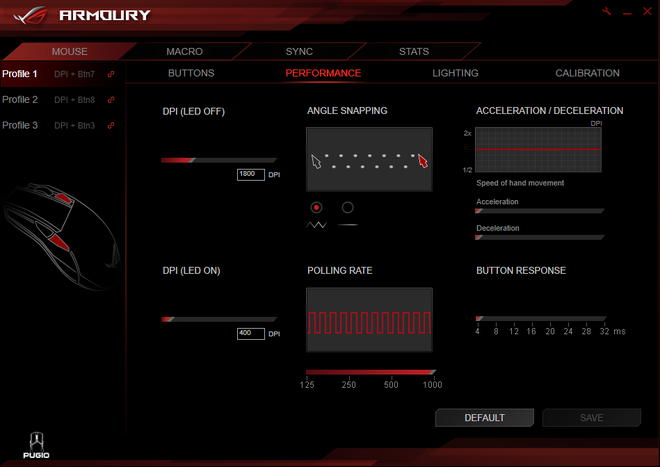 ARMOURY
MOUSE MACRO SYNC STATS
Profile 1 DPI + Btn7
Profile 2 DPI + Btn8
Profile 3 DPI + Btn3
BUTTONS PERFORMANCE LIGHTING CALIBRATION
DPI (LED OFF)
1800 DPI
ANGLE SNAPPING
ACCELERATION / DECELERATION
DPI
2x
1/2
Speed of hand movement
Acceleration
Deceleration
DPI (LED ON)
400 DPI
POLLING RATE
125 250 500 1000
BUTTON RESPONSE
4 8 12 16 20 24 28 32 ms
DEFAULT SAVE
PUGIO